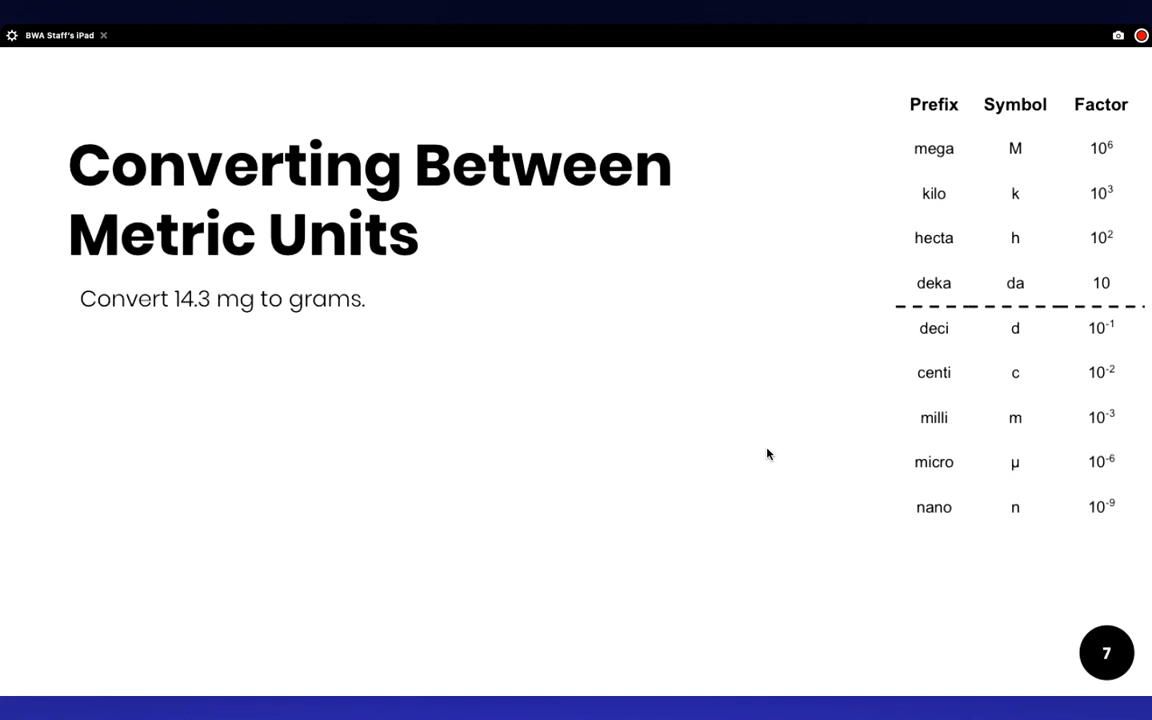 BWA Staff's iPad
Converting Between
Metric Units
Convert 14.3 mg to grams.
Prefix Symbol Factor
mega M 10⁶
kilo k 10³
hecta h 10²
deka da 10
deci d 10⁻¹
centi c 10⁻²
milli m 10⁻³
micro μ 10⁻⁶
nano n 10⁻⁹
7